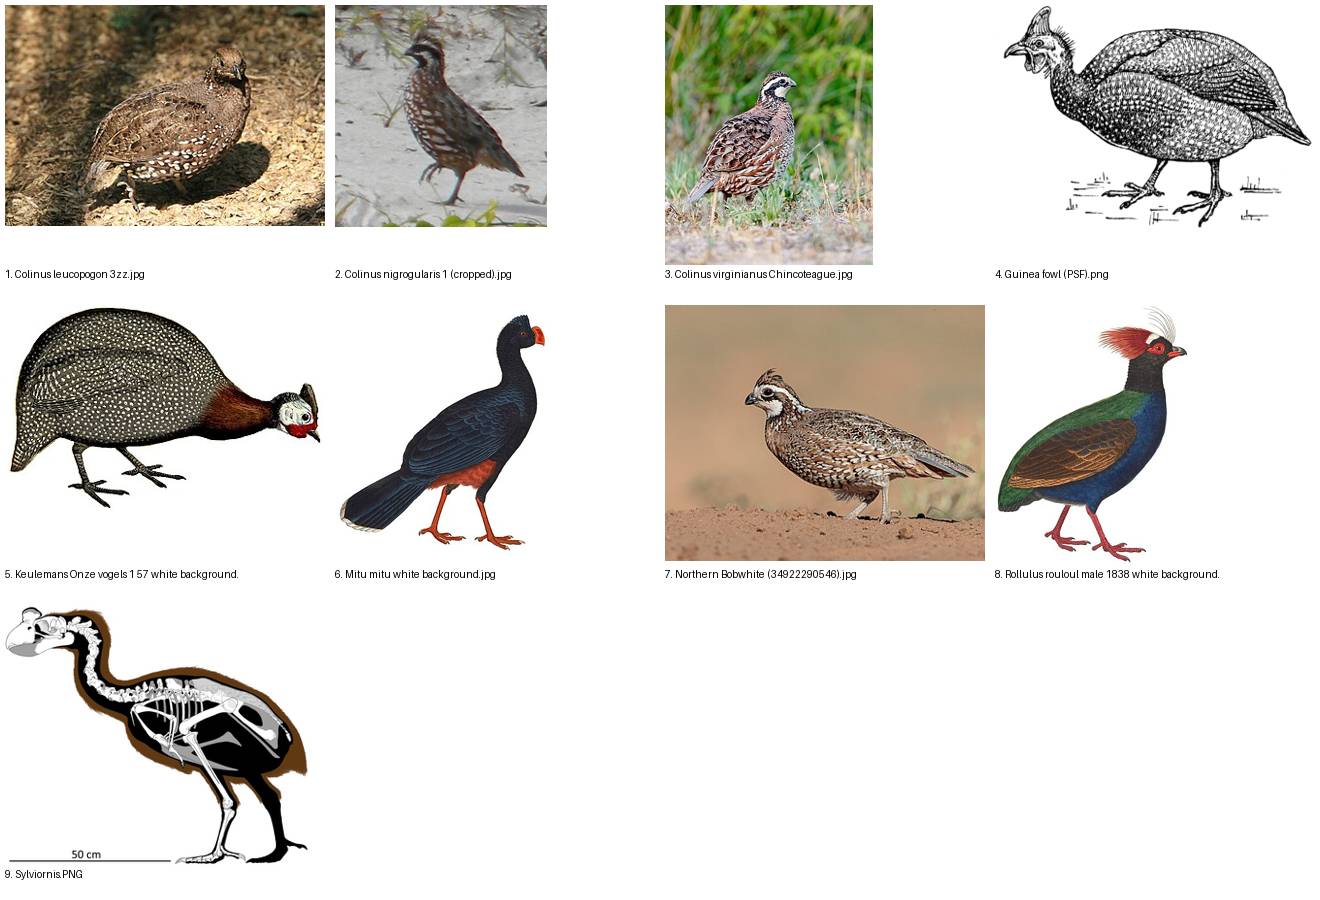 1. Colinus leucopogon 3zz.jpg
2. Colinus nigrogularis 1 (cropped).jpg
3. Colinus virginianus Chincoteague.jpg
4. Guinea fowl (PSF).png
5. Keulemans Onze vogels 1 57 white background.
6. Mitu mitu white background.jpg
7. Northern Bobwhite (34922290546).jpg
8. Rollulus rouloul male 1838 white background.
50 cm
9. Sylviornis.PNG